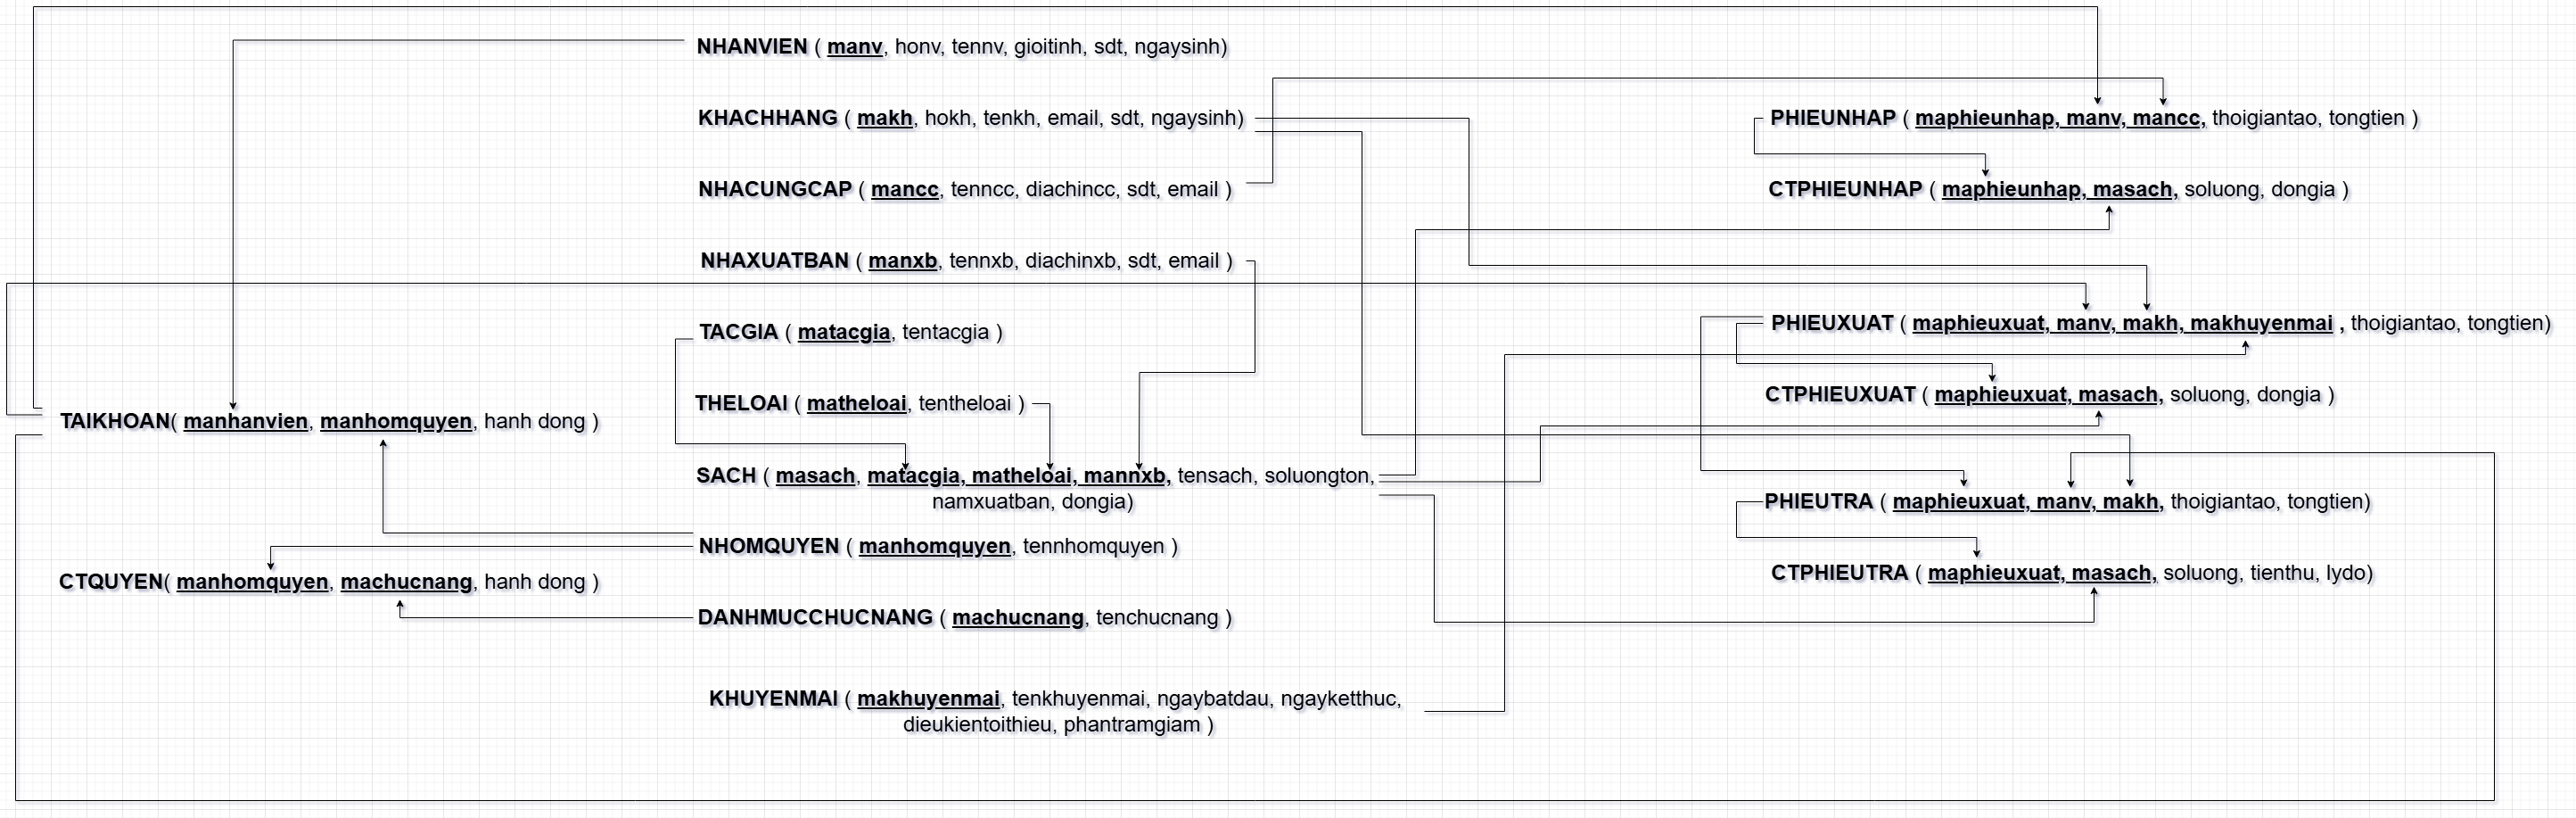 NHANVIEN ( manv, honv, tennv, gioitinh, sdt, ngaysinh)
KHACHHANG ( makh, hokh, tenkh, email, sdt, ngaysinh)
NHACUNGCAP ( mancc, tenncc, diachincc, sdt, email )
NHAXUATBAN ( manxb, tennxb, diachinxb, sdt, email )
TACGIA ( matacgia, tentacgia )
THELOAI ( matheloai, tentheloai )
TAIKHOAN( manhanvien, manhomquyen, hanh dong )
SACH ( masach, matacgia, matheloai, mannxb, tensach, soluongton,
namxuatban, dongia)
NHOMQUYEN ( manhomquyen, tennhomquyen )
CTQUYEN( manhomquyen, machucnang, hanh dong )
DANHMUCCHUCNANG ( machucnang, tenchucnang )
KHUYENMAI ( makhuyenmai, tenkhuyenmai, ngaybatdau, ngayketthuc,
dieukientoithieu, phantramgiam )
PHIEUNHAP ( maphieunhap, manv, mancc, thoigiantao, tongtien )
CTPHIEUNHAP ( maphieunhap, masach, soluong, dongia )
PHIEUXUAT ( maphieuxuat, manv, makh, makhuyenmai , thoigiantao, tongtien)
CTPHIEUXUAT ( maphieuxuat, masach, soluong, dongia )
PHIEUTRA ( maphieuxuat, manv, makh, thoigiantao, tongtien)
CTPHIEUTRA ( maphieuxuat, masach, soluong, tienthu, lydo)